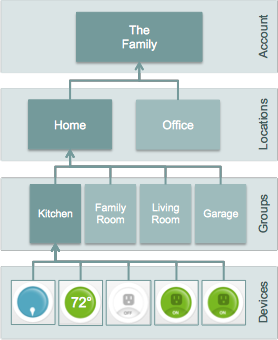 The
Family
Account
Home
Office
Locations
Kitchen
Family
Room
Living
Room
Garage
Groups
72°
OFF
ON
ON
Devices